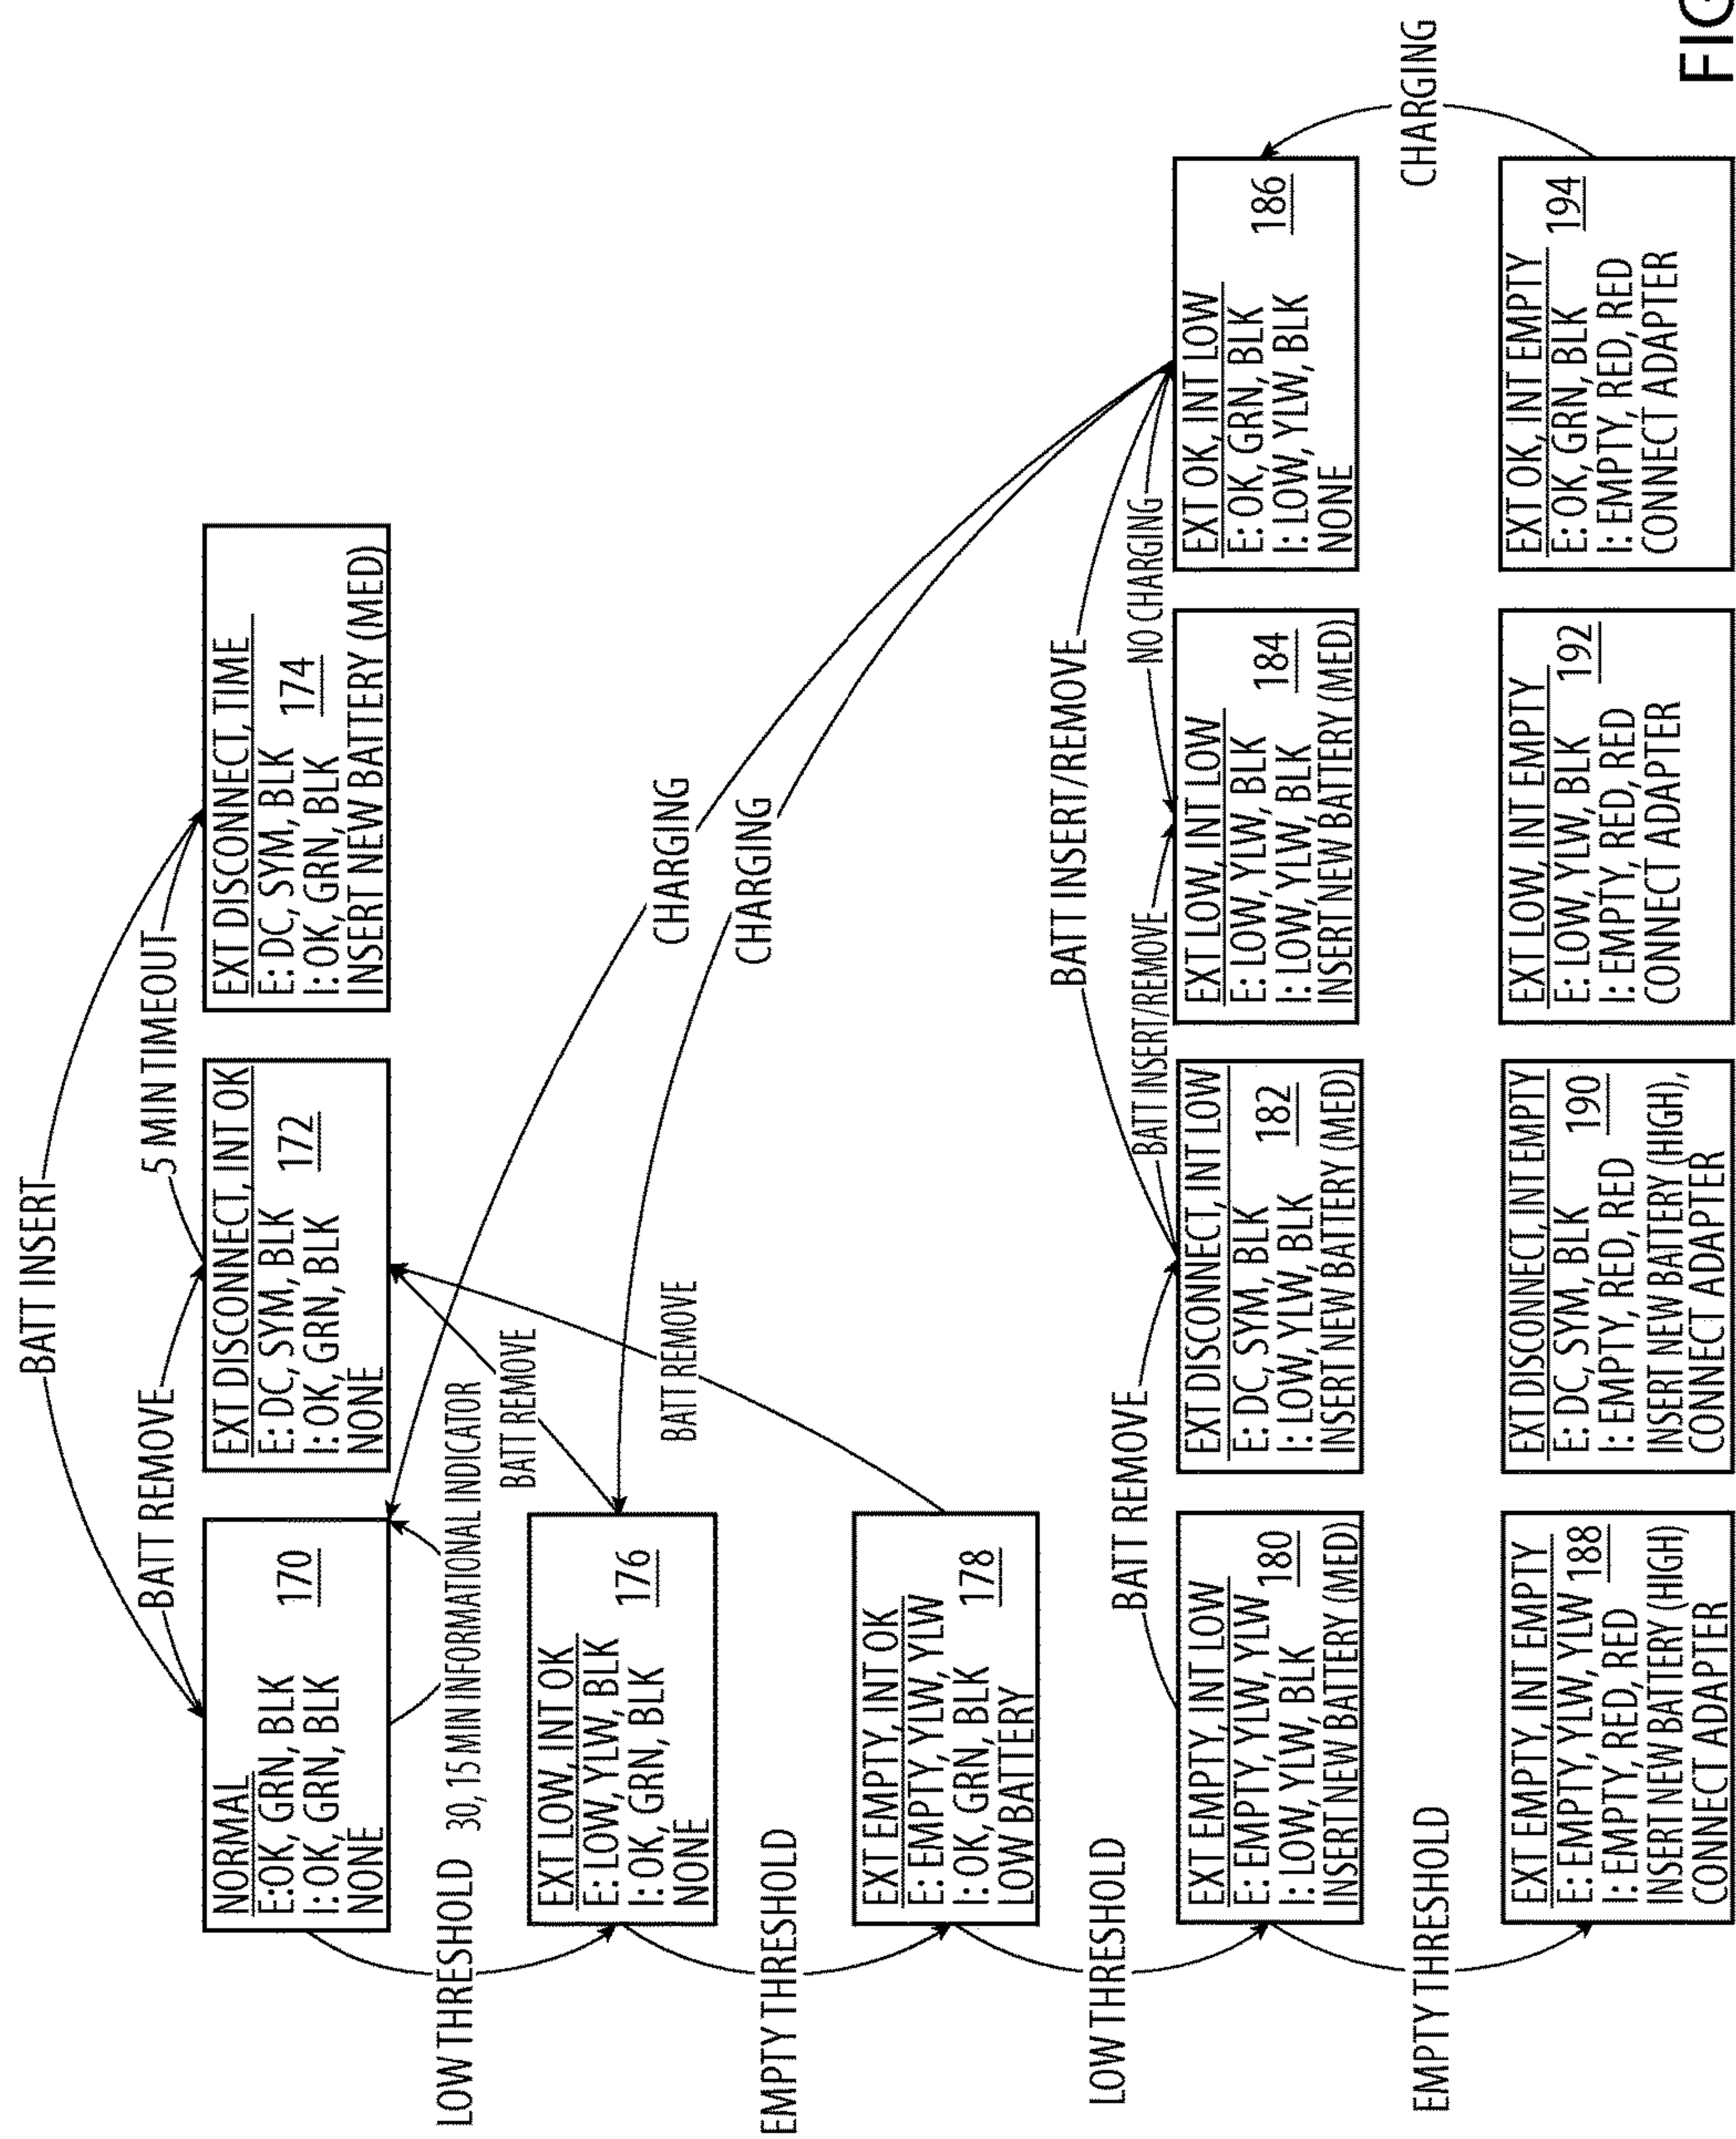 BATT INSERT
BATT REMOVE
5 MIN TIMEOUT
NORMAL
E:OK, GRN, BLK
I: OK, GRN, BLK
NONE
170
EXT DISCONNECT, INT OK
E: DC, SYM, BLK
I: OK, GRN, BLK
NONE
172
EXT DISCONNECT, TIME
E: DC, SYM, BLK
I: OK, GRN, BLK
INSERT NEW BATTERY (MED)
174
LOW THRESHOLD
30, 15 MIN INFORMATIONAL INDICATOR
BATT REMOVE
EXT LOW, INT OK
E: LOW, YLW, BLK
I: OK, GRN, BLK
NONE
176
BATT REMOVE
CHARGING
CHARGING
EMPTY THRESHOLD
EXT EMPTY, INT OK
E: EMPTY, YLW, YLW
I: OK, GRN, BLK
LOW BATTERY
178
LOW THRESHOLD
BATT REMOVE
BATT INSERT/REMOVE
BATT INSERT/REMOVE
NO CHARGING
EXT EMPTY, INT LOW
E: EMPTY, YLW, YLW
I: LOW, YLW, BLK
INSERT NEW BATTERY (MED)
180
EXT DISCONNECT, INT LOW
E: DC, SYM, BLK
I: LOW, YLW, BLK
INSERT NEW BATTERY (MED)
182
EXT LOW, INT LOW
E: LOW, YLW, BLK
I: LOW, YLW, BLK
INSERT NEW BATTERY (MED)
184
EXT OK, INT LOW
E: OK, GRN, BLK
I: LOW, YLW, BLK
NONE
186
EMPTY THRESHOLD
CHARGING
EXT EMPTY, INT EMPTY
E: EMPTY, YLW, YLW
I: EMPTY, RED, RED
INSERT NEW BATTERY (HIGH)
CONNECT ADAPTER
188
EXT DISCONNECT, INT EMPTY
E: DC, SYM, BLK
I: EMPTY, RED, RED
INSERT NEW BATTERY (HIGH),
CONNECT ADAPTER
190
EXT LOW, INT EMPTY
E: LOW, YLW, BLK
I: EMPTY, RED, RED
CONNECT ADAPTER
192
EXT OK, INT EMPTY
E: OK, GRN, BLK
I: EMPTY, RED, RED
CONNECT ADAPTER
194